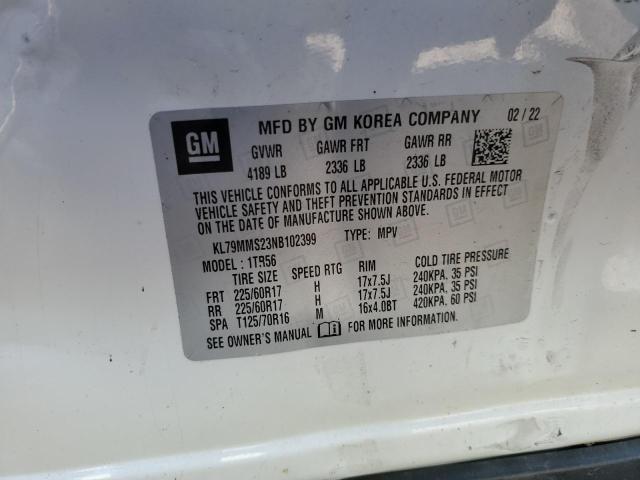 GM MFD BY GM KOREA COMPANY 02 / 22
GVWR GAWR FRT GAWR RR
4189 LB 2336 LB 2336 LB
THIS VEHICLE CONFORMS TO ALL APPLICABLE U.S. FEDERAL MOTOR
VEHICLE SAFETY AND THEFT PREVENTION STANDARDS IN EFFECT
ON THE DATE OF MANUFACTURE SHOWN ABOVE.
KL79MMS23NB102399 TYPE: MPV
MODEL : 1TR56
TIRE SIZE SPEED RTG RIM COLD TIRE PRESSURE
FRT 225/60R17 H 17x7.5J 240KPA. 35 PSI
RR 225/60R17 H 17x7.5J 240KPA. 35 PSI
SPA T125/70R16 M 16x4.0BT 420KPA. 60 PSI
SEE OWNER'S MANUAL FOR MORE INFORMATION.